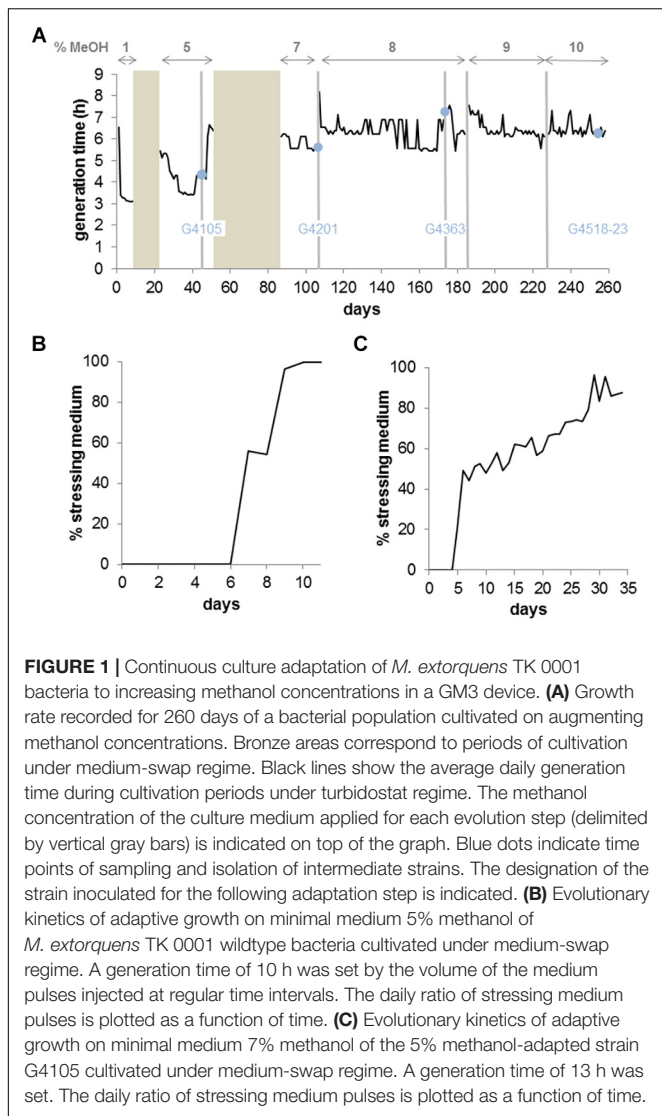 A
% MeOH 1 5 7 8 9 10
generation time (h)
9
8
7
6
5
4
3
2
1
0
G4105 G4201 G4363 G4518-23
0 20 40 60 80 100 120 140 160 180 200 220 240 260
days
B
% stressing medium
100
80
60
40
20
0
0 2 4 6 8 10
days
C
% stressing medium
100
80
60
40
20
0
0 5 10 15 20 25 30 35
days
FIGURE 1 | Continuous culture adaptation of M. extorquens TK 0001
bacteria to increasing methanol concentrations in a GM3 device. (A) Growth
rate recorded for 260 days of a bacterial population cultivated on augmenting
methanol concentrations. Bronze areas correspond to periods of cultivation
under medium-swap regime. Black lines show the average daily generation
time during cultivation periods under turbidostat regime. The methanol
concentration of the culture medium applied for each evolution step (delimited
by vertical gray bars) is indicated on top of the graph. Blue dots indicate time
points of sampling and isolation of intermediate strains. The designation of the
strain inoculated for the following adaptation step is indicated. (B) Evolutionary
kinetics of adaptive growth on minimal medium 5% methanol of
M. extorquens TK 0001 wildtype bacteria cultivated under medium-swap
regime. A generation time of 10 h was set by the volume of the medium
pulses injected at regular time intervals. The daily ratio of stressing medium
pulses is plotted as a function of time. (C) Evolutionary kinetics of adaptive
growth on minimal medium 7% methanol of the 5% methanol-adapted strain
G4105 cultivated under medium-swap regime. A generation time of 13 h was
set. The daily ratio of stressing medium pulses is plotted as a function of time.